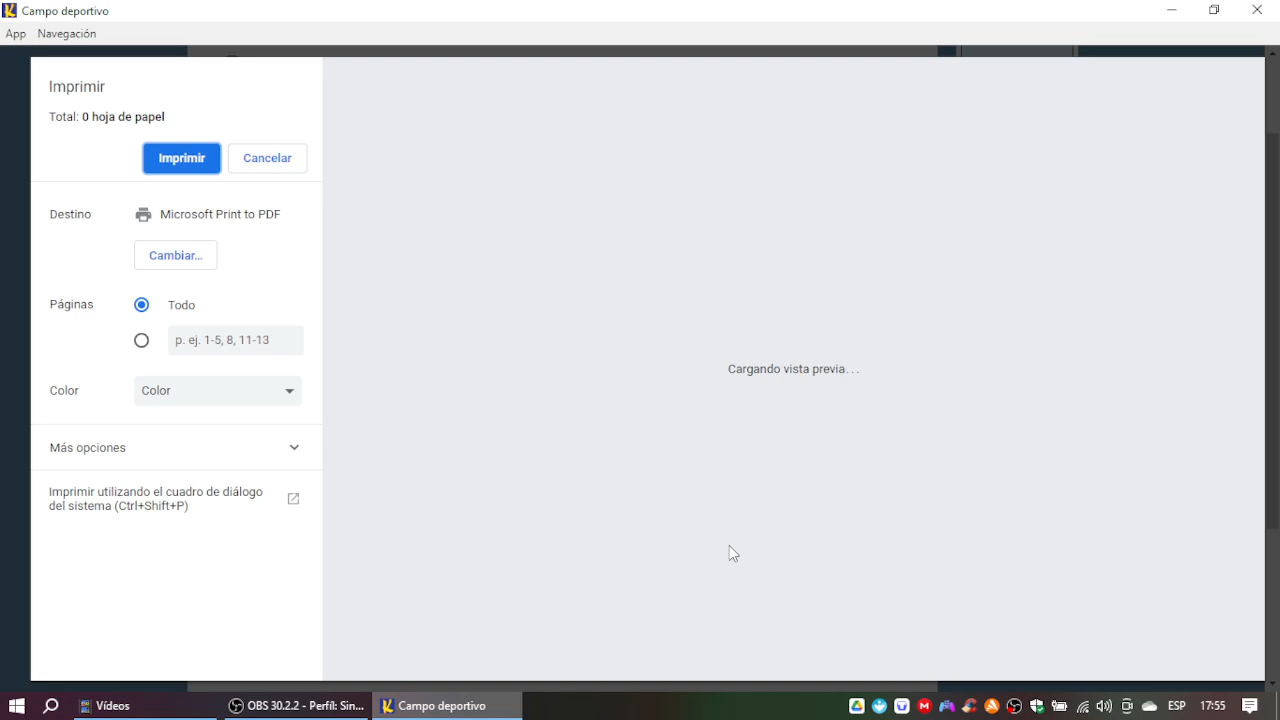 Campo deportivo
App Navegación
Imprimir
Total: 0 hoja de papel
Imprimir Cancelar
Destino Microsoft Print to PDF
Cambiar...
Páginas Todo
p. ej. 1-5, 8, 11-13
Color Color
Cargando vista previa...
Más opciones
Imprimir utilizando el cuadro de diálogo
del sistema (Ctrl+Shift+P)
Vídeos OBS 30.2.2 - Perfil: Sin... Campo deportivo ESP 17:55